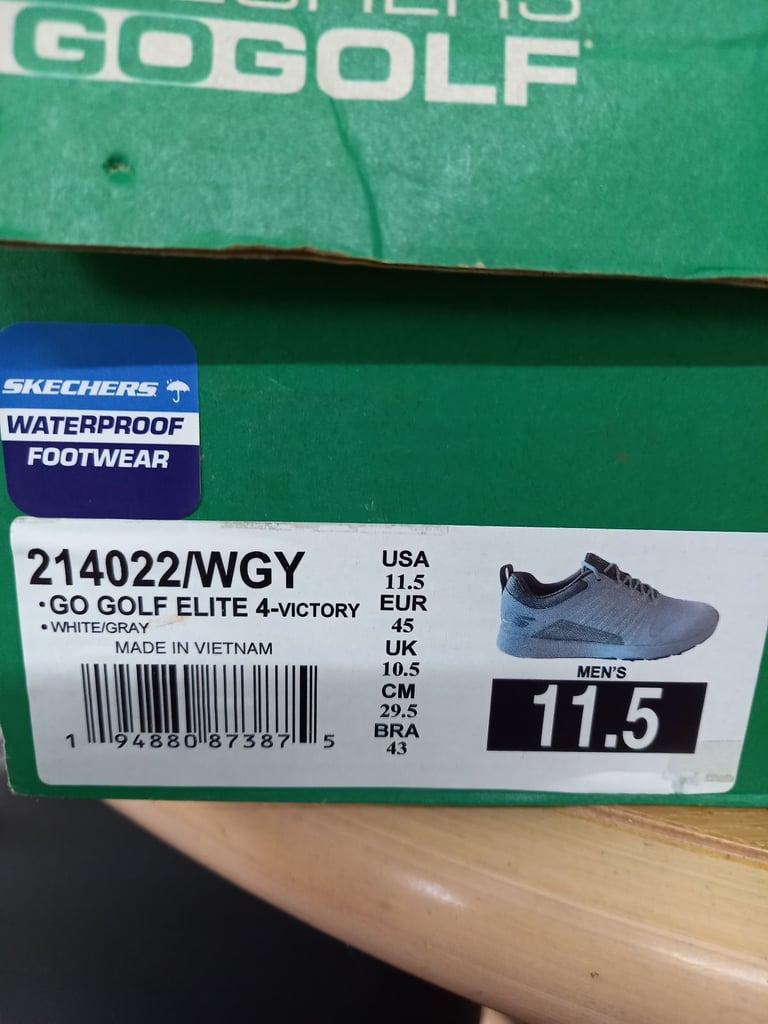 SKECHERS
GOGOLF
SKECHERS
WATERPROOF
FOOTWEAR
214022/WGY
•GO GOLF ELITE 4-VICTORY
•WHITE/GRAY
MADE IN VIETNAM
1 94880 87387 5
USA
11.5
EUR
45
UK
10.5
CM
29.5
BRA
43
MEN'S
11.5